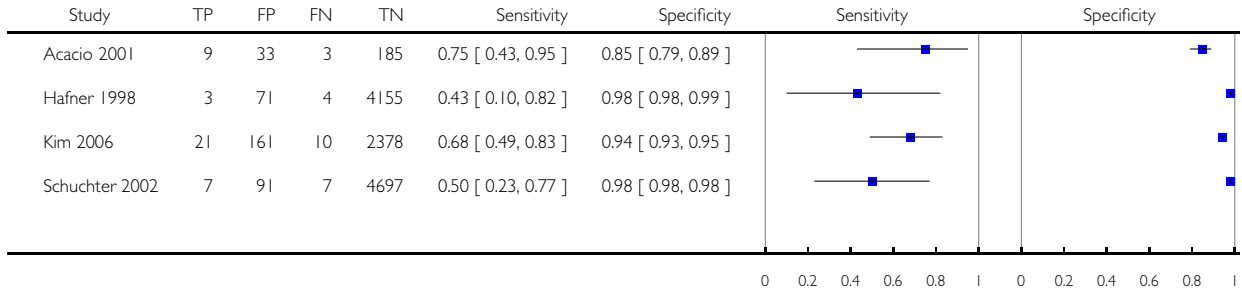 Study TP FP FN TN Sensitivity Specificity Sensitivity Specificity
Acacio 2001 9 33 3 185 0.75 [ 0.43, 0.95 ] 0.85 [ 0.79, 0.89 ]
Hafner 1998 3 71 4 4155 0.43 [ 0.10, 0.82 ] 0.98 [ 0.98, 0.99 ]
Kim 2006 21 161 10 2378 0.68 [ 0.49, 0.83 ] 0.94 [ 0.93, 0.95 ]
Schuchter 2002 7 91 7 4697 0.50 [ 0.23, 0.77 ] 0.98 [ 0.98, 0.98 ]
0 0.2 0.4 0.6 0.8 1 0 0.2 0.4 0.6 0.8 1